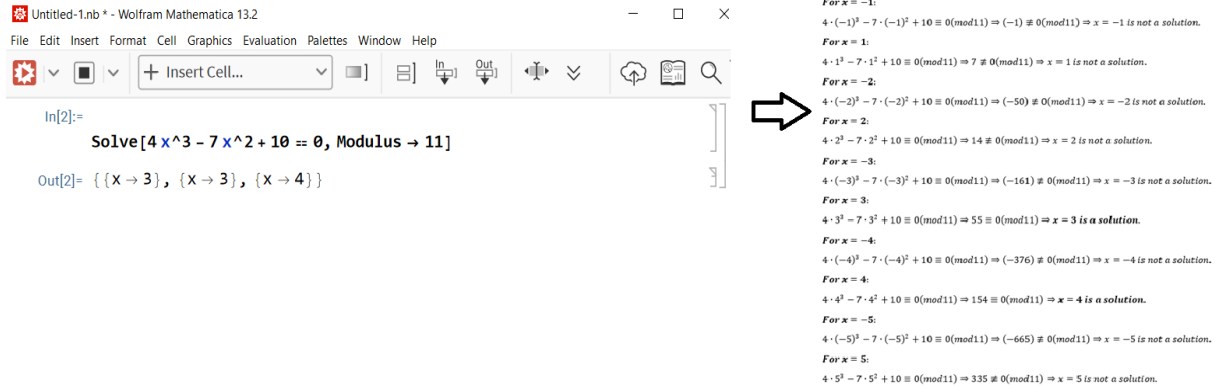 Untitled-1.nb * - Wolfram Mathematica 13.2
File Edit Insert Format Cell Graphics Evaluation Palettes Window Help
Insert Cell...
In
Out
In[2]:=
Solve[4 x^3 - 7 x^2 + 10 == 0, Modulus → 11]
Out[2]= {{x → 3}, {x → 3}, {x → 4}}
For x = −1:
4·(−1)³ − 7·(−1)² + 10 ≡ 0(mod11) ⇒ (−1) ≢ 0(mod11) ⇒ x = −1 is not a solution.
For x = 1:
4·1³ − 7·1² + 10 ≡ 0(mod11) ⇒ 7 ≢ 0(mod11) ⇒ x = 1 is not a solution.
For x = −2:
4·(−2)³ − 7·(−2)² + 10 ≡ 0(mod11) ⇒ (−50) ≢ 0(mod11) ⇒ x = −2 is not a solution.
For x = 2:
4·2³ − 7·2² + 10 ≡ 0(mod11) ⇒ 14 ≢ 0(mod11) ⇒ x = 2 is not a solution.
For x = −3:
4·(−3)³ − 7·(−3)² + 10 ≡ 0(mod11) ⇒ (−161) ≢ 0(mod11) ⇒ x = −3 is not a solution.
For x = 3:
4·3³ − 7·3² + 10 ≡ 0(mod11) ⇒ 55 ≡ 0(mod11) ⇒ x = 3 is a solution.
For x = −4:
4·(−4)³ − 7·(−4)² + 10 ≡ 0(mod11) ⇒ (−376) ≢ 0(mod11) ⇒ x = −4 is not a solution.
For x = 4:
4·4³ − 7·4² + 10 ≡ 0(mod11) ⇒ 154 ≡ 0(mod11) ⇒ x = 4 is a solution.
For x = −5:
4·(−5)³ − 7·(−5)² + 10 ≡ 0(mod11) ⇒ (−665) ≢ 0(mod11) ⇒ x = −5 is not a solution.
For x = 5:
4·5³ − 7·5² + 10 ≡ 0(mod11) ⇒ 335 ≢ 0(mod11) ⇒ x = 5 is not a solution.